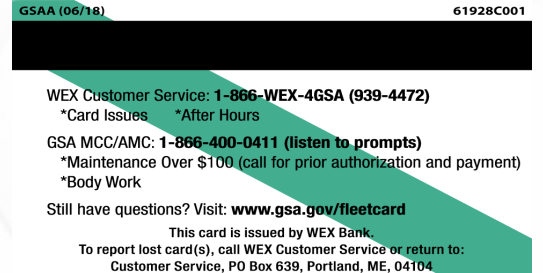 GSAA (06/18) 61928C001
WEX Customer Service: 1-866-WEX-4GSA (939-4472)
*Card Issues *After Hours
GSA MCC/AMC: 1-866-400-0411 (listen to prompts)
*Maintenance Over $100 (call for prior authorization and payment)
*Body Work
Still have questions? Visit: www.gsa.gov/fleetcard
This card is issued by WEX Bank.
To report lost card(s), call WEX Customer Service or return to:
Customer Service, PO Box 639, Portland, ME, 04104